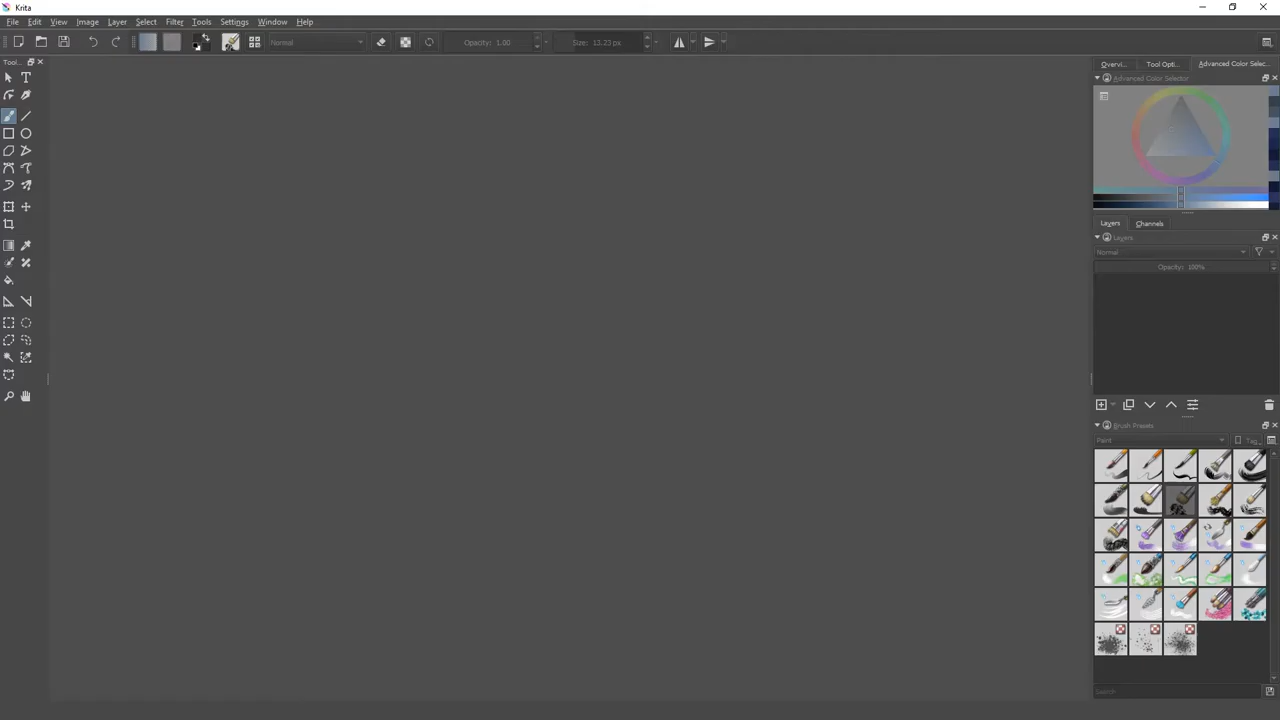 Krita
File Edit View Image Layer Select Filter Tools Settings Window Help
Normal Opacity: 1.00 Size: 13.23 px
Tool...
Overvi... Tool Opti... Advanced Color Selec...
Advanced Color Selector
Layers Channels
Layers
Normal
Opacity: 100%
Brush Presets
Paint Tag
Search